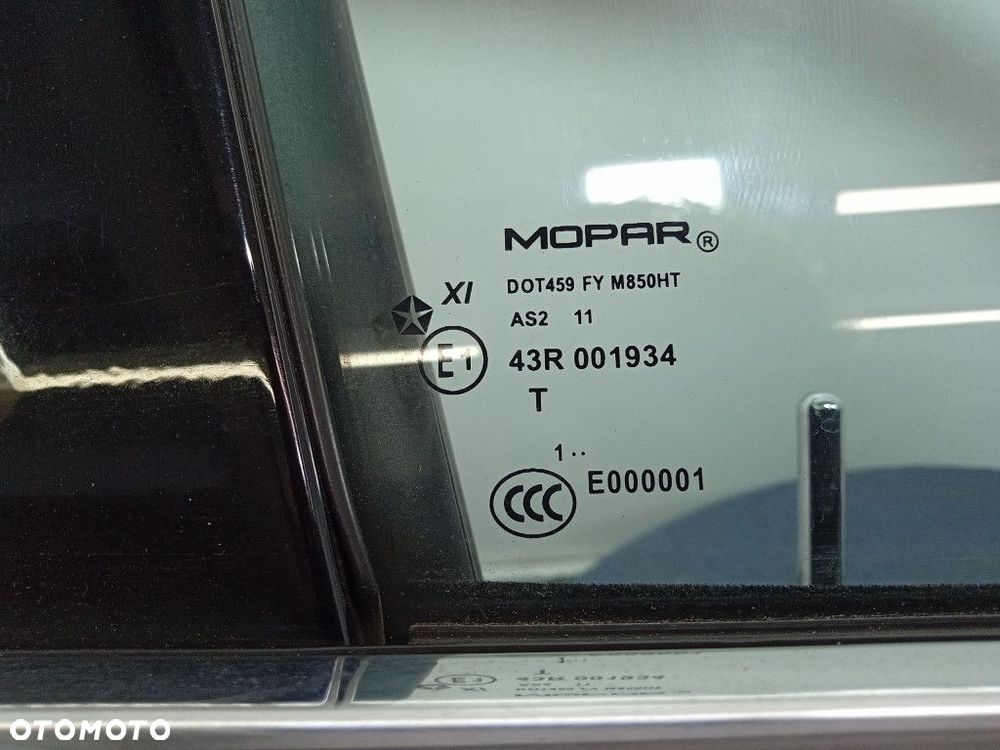 MOPAR®
XI
DOT459 FY M850HT
AS2 11
E1
43R 001934
T
1··
CCC
E000001
OTOMOTO